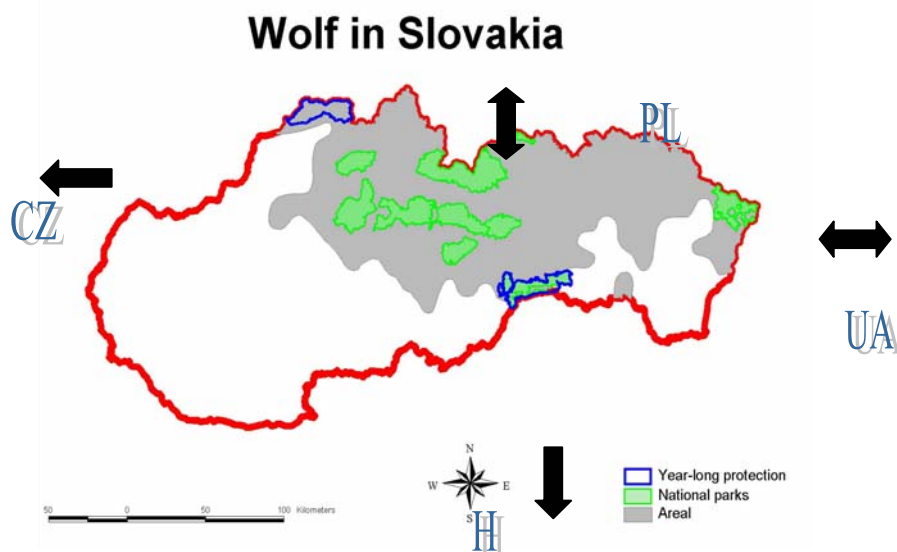 Wolf in Slovakia
PL
CZ
UA
N
W E
S
H
50 0 50 100 Kilometers
Year-long protection
National parks
Areal